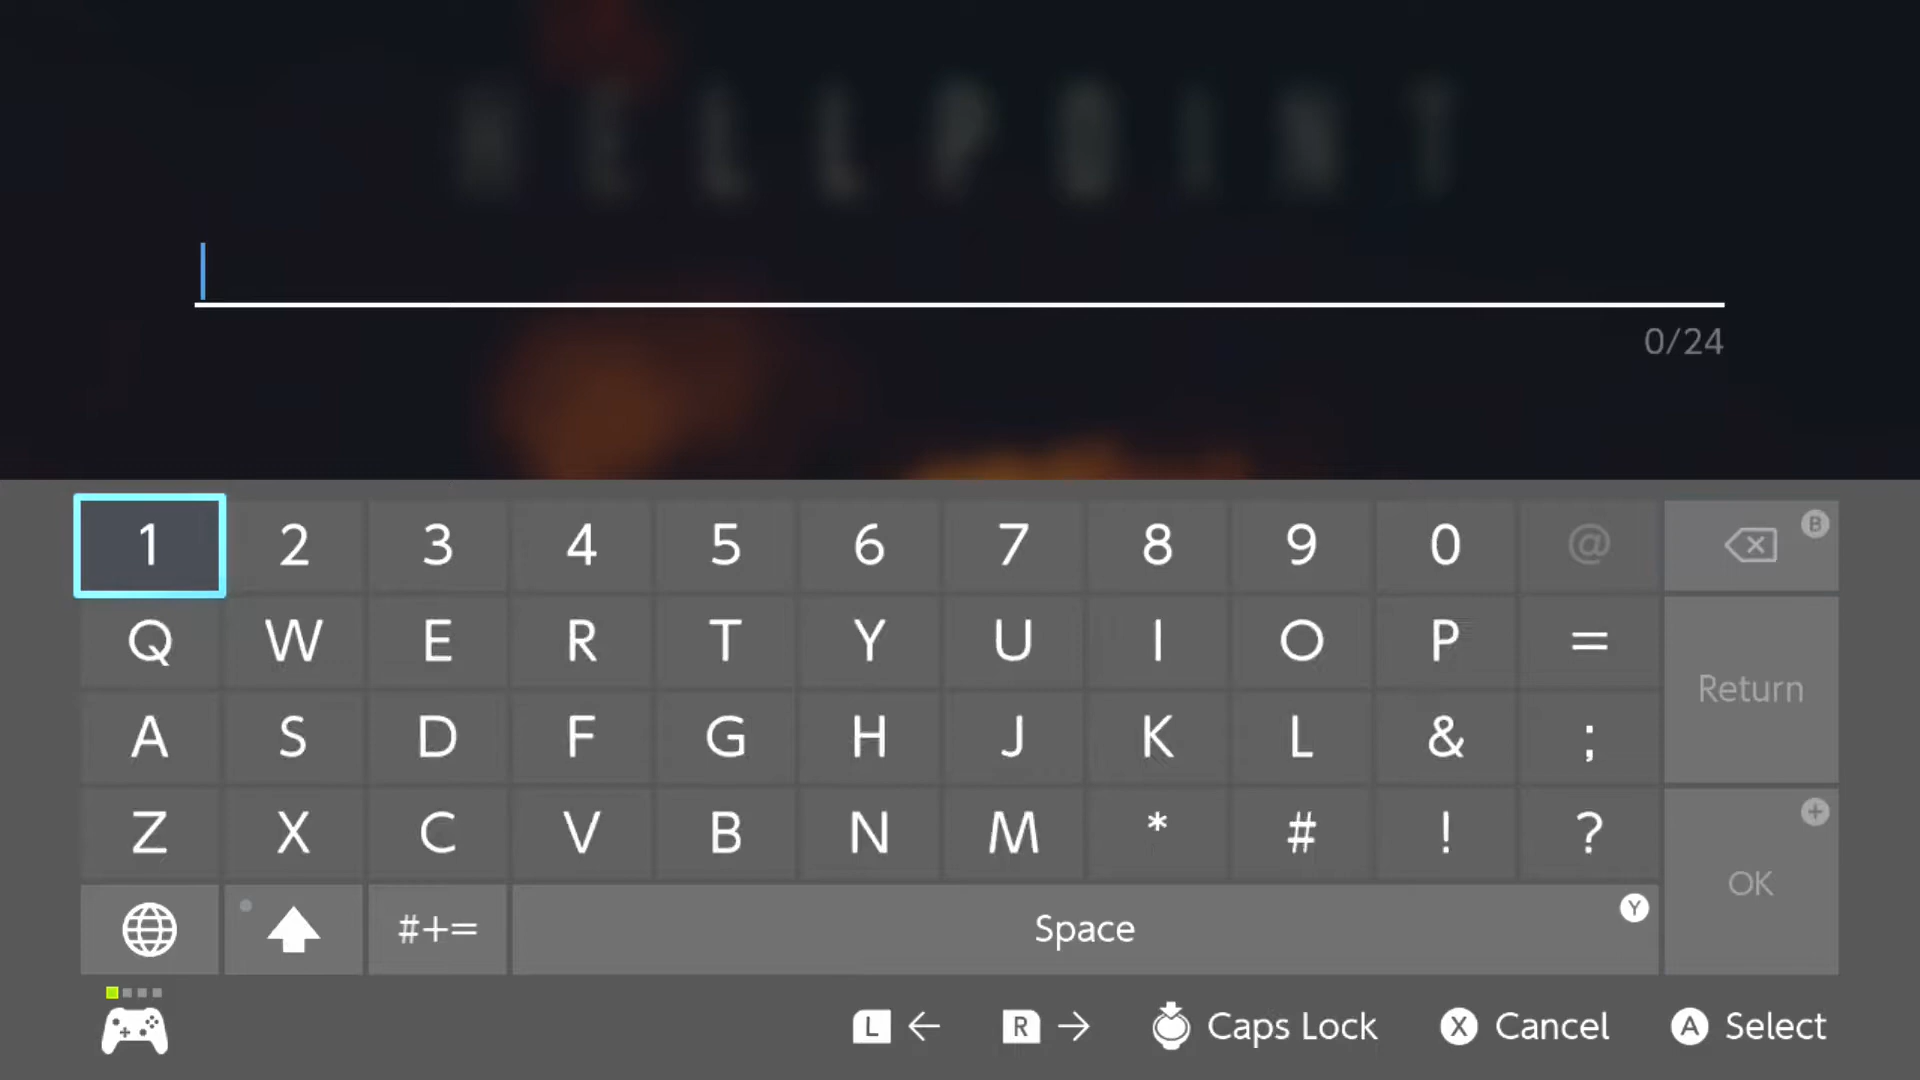 HELLPOINT
0/24
1 2 3 4 5 6 7 8 9 0 @ B
Q W E R T Y U I O P =
Return
A S D F G H J K L & ;
Z X C V B N M * # ! ?
+
OK
#+= Space Y
L ← R → Caps Lock X Cancel A Select